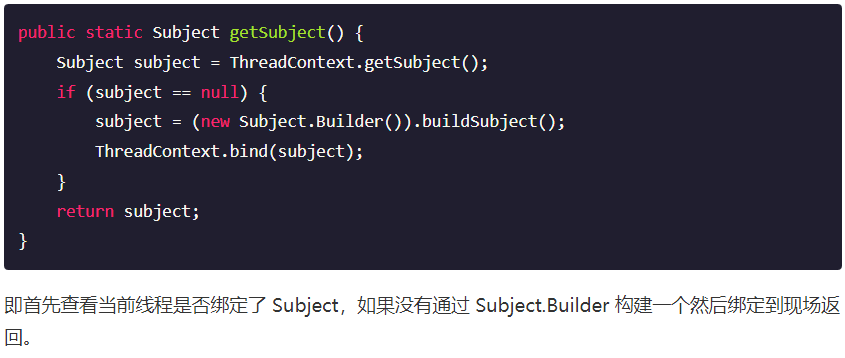 public static Subject getSubject() {
    Subject subject = ThreadContext.getSubject();
    if (subject == null) {
        subject = (new Subject.Builder()).buildSubject();
        ThreadContext.bind(subject);
    }
    return subject;
}
即首先查看当前线程是否绑定了 Subject，如果没有通过 Subject.Builder 构建一个然后绑定到现场返
回。